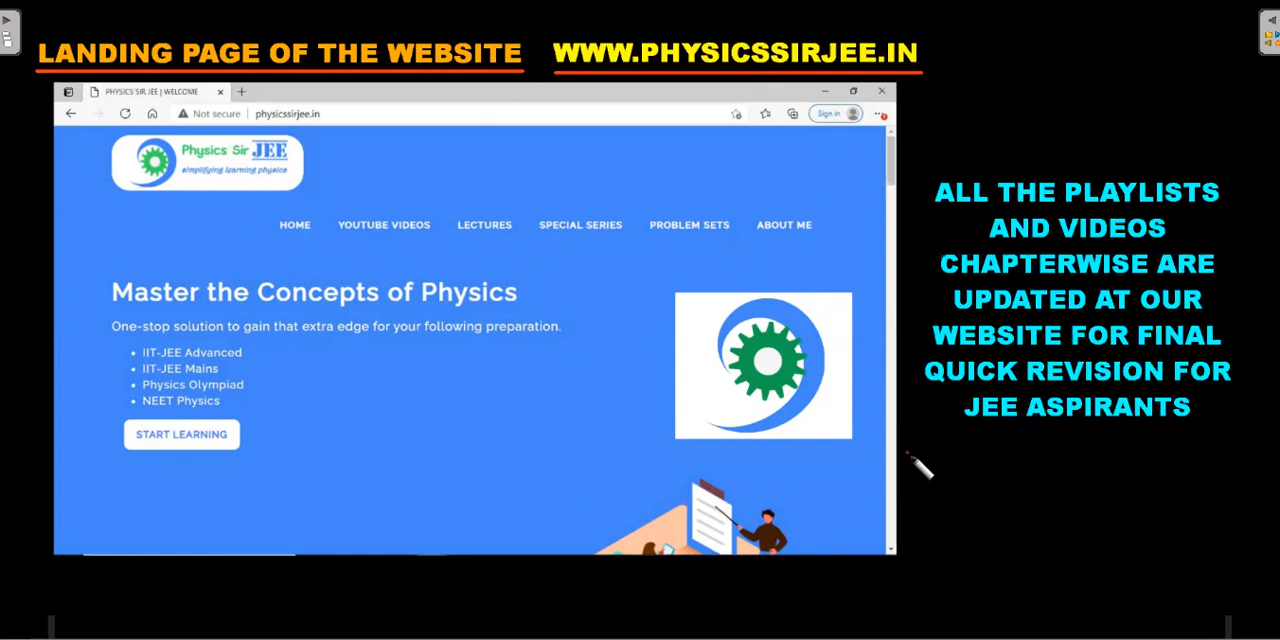 LANDING PAGE OF THE WEBSITE WWW.PHYSICSSIRJEE.IN
PHYSICS SIR JEE | WELCOME
Not secure physicssirjee.in Sign in
Physics Sir JEE
simplifying learning physics
HOME YOUTUBE VIDEOS LECTURES SPECIAL SERIES PROBLEM SETS ABOUT ME
Master the Concepts of Physics
One-stop solution to gain that extra edge for your following preparation.
• IIT-JEE Advanced
• IIT-JEE Mains
• Physics Olympiad
• NEET Physics
START LEARNING
ALL THE PLAYLISTS
AND VIDEOS
CHAPTERWISE ARE
UPDATED AT OUR
WEBSITE FOR FINAL
QUICK REVISION FOR
JEE ASPIRANTS